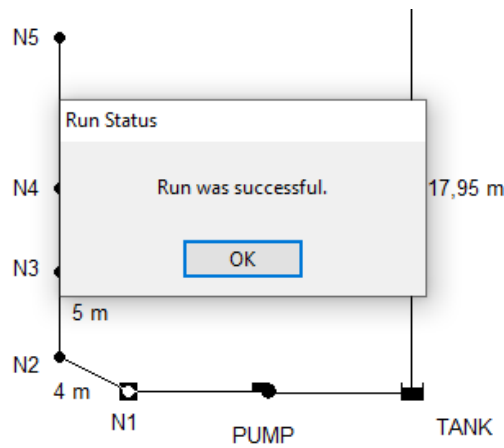 N5
Run Status
Run was successful.
N4
17,95 m
OK
N3
5 m
N2
4 m
N1
PUMP
TANK